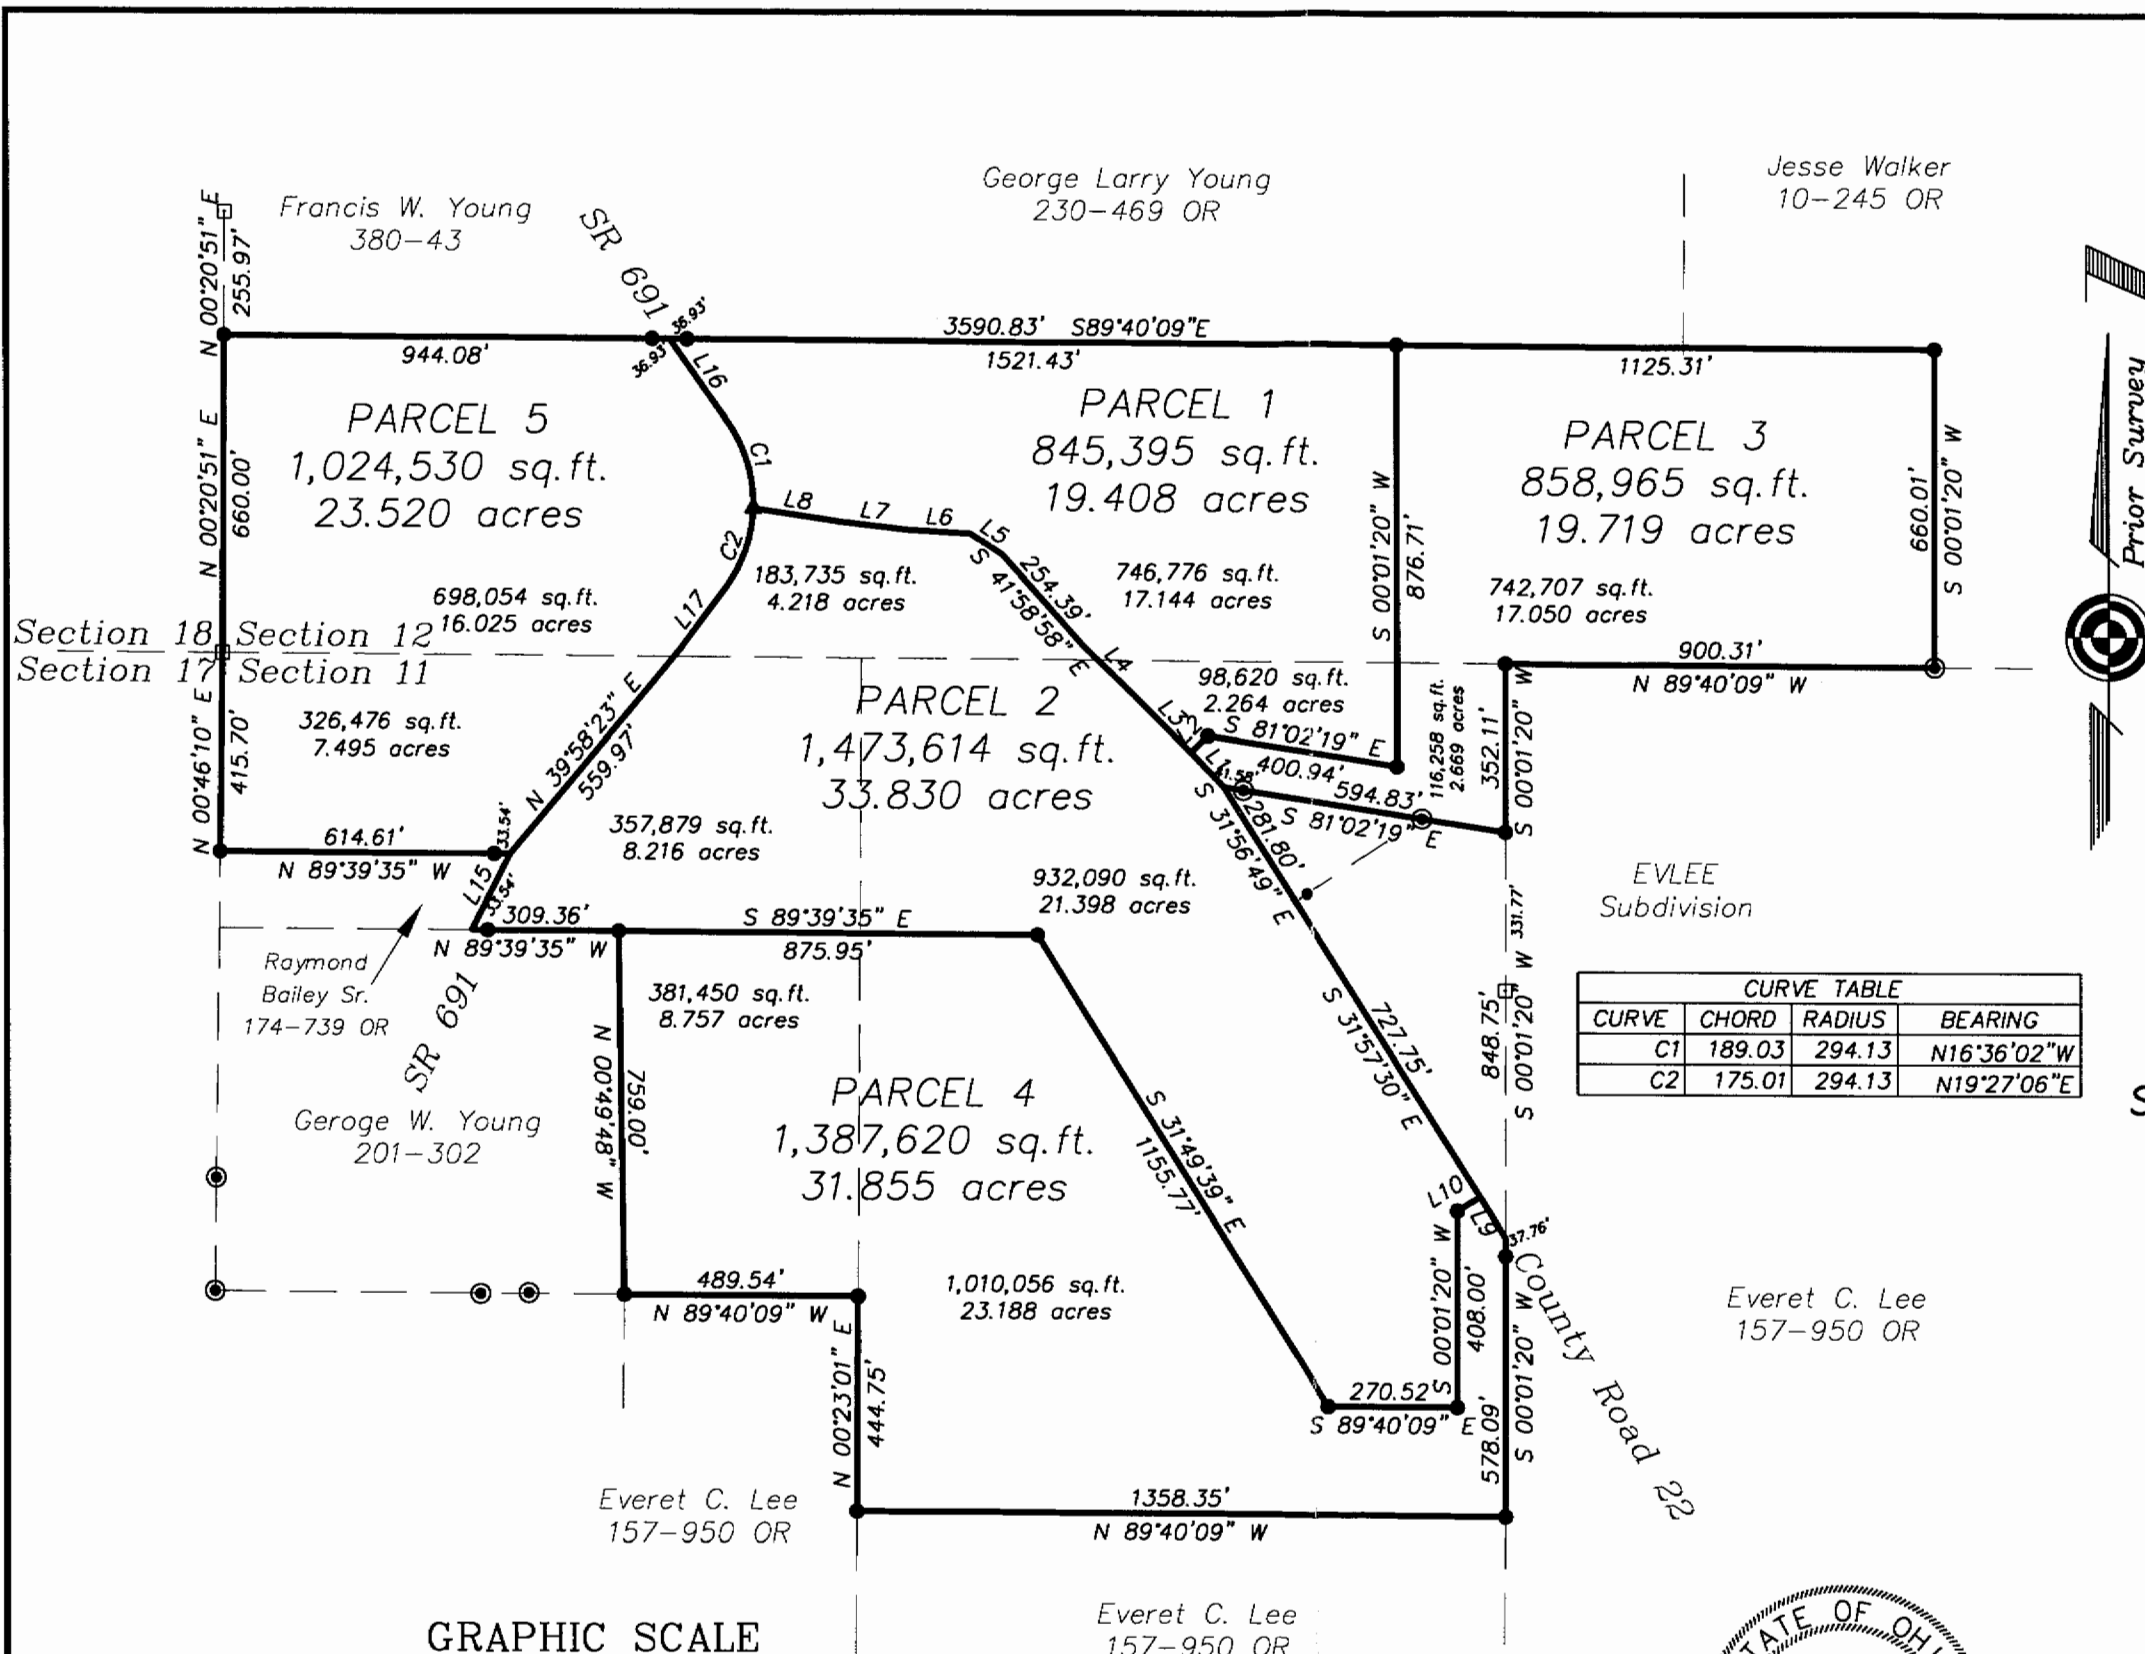 Francis W. Young
380-43
George Larry Young
230-469 OR
Jesse Walker
10-245 OR
SR 691
N 00°20'51" E
255.97'
36.93'
36.93'
944.08'
3590.83' S89°40'09"E
1521.43'
1125.31'
L16
PARCEL 5
1,024,530 sq.ft.
23.520 acres
PARCEL 1
845,395 sq.ft.
19.408 acres
PARCEL 3
858,965 sq.ft.
19.719 acres
N 00°20'51" E
660.00'
C1
C2
L8
L7
L6
L5
S 00°01'20" W
876.71'
660.01'
S 00°01'20" W
Prior Survey
698,054 sq.ft.
16.025 acres
183,735 sq.ft.
4.218 acres
254.39'
S 41°58'58" E
746,776 sq.ft.
17.144 acres
742,707 sq.ft.
17.050 acres
L17
Section 18
Section 12
Section 17
Section 11
L4
900.31'
N 89°40'09" W
N 00°46'10" E
415.70'
326,476 sq.ft.
7.495 acres
N 39°58'23" E
559.97'
PARCEL 2
1,473,614 sq.ft.
33.830 acres
98,620 sq.ft.
2.264 acres
L3
L2
L1
S 81°02'19" E
400.94'
116,258 sq.ft.
2.669 acres
352.11'
S 00°01'20" W
41.58'
594.83'
S 81°02'19" E
281.80'
S 31°56'49" E
614.61'
N 89°39'35" W
33.54'
L15
33.54'
357,879 sq.ft.
8.216 acres
932,090 sq.ft.
21.398 acres
EVLEE
Subdivision
309.36'
N 89°39'35" W
S 89°39'35" E
875.95'
331.77'
Raymond
Bailey Sr.
174-739 OR
SR 691
381,450 sq.ft.
8.757 acres
727.75'
S 31°57'30" E
848.75'
S 00°01'20" W
CURVE TABLE
CURVE CHORD RADIUS BEARING
C1 189.03 294.13 N16°36'02"W
C2 175.01 294.13 N19°27'06"E
S
Geroge W. Young
201-302
N 00°49'48" W
759.00'
PARCEL 4
1,387,620 sq.ft.
31.855 acres
S 31°49'39" E
1155.77'
L10
L9
37.76'
489.54'
N 89°40'09" W
1,010,056 sq.ft.
23.188 acres
S 00°01'20" W
408.00'
S 00°01'20" W
578.09'
County Road 22
Everet C. Lee
157-950 OR
N 00°23'01" E
444.75'
270.52'
S 89°40'09" E
Everet C. Lee
157-950 OR
1358.35'
N 89°40'09" W
Everet C. Lee
157-950 OR
GRAPHIC SCALE
STATE OF OHI